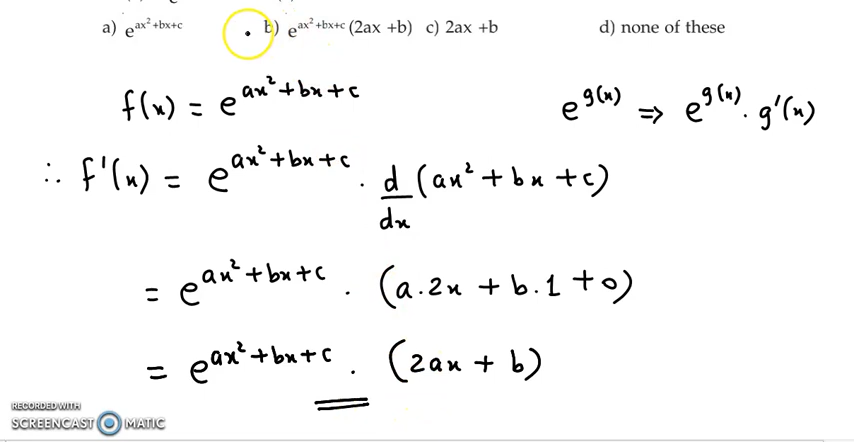 a) e^{ax²+bx+c} b) e^{ax²+bx+c} (2ax +b) c) 2ax +b d) none of these
f(x) = e^{ax²+bx+c} e^{g(x)} ⇒ e^{g(x)} . g'(x)
∴ f'(x) = e^{ax²+bx+c} . d/dx (ax² + bx + c)
= e^{ax²+bx+c} . (a.2x + b.1 + 0)
= e^{ax²+bx+c} . (2ax + b)
RECORDED WITH
SCREENCAST MATIC